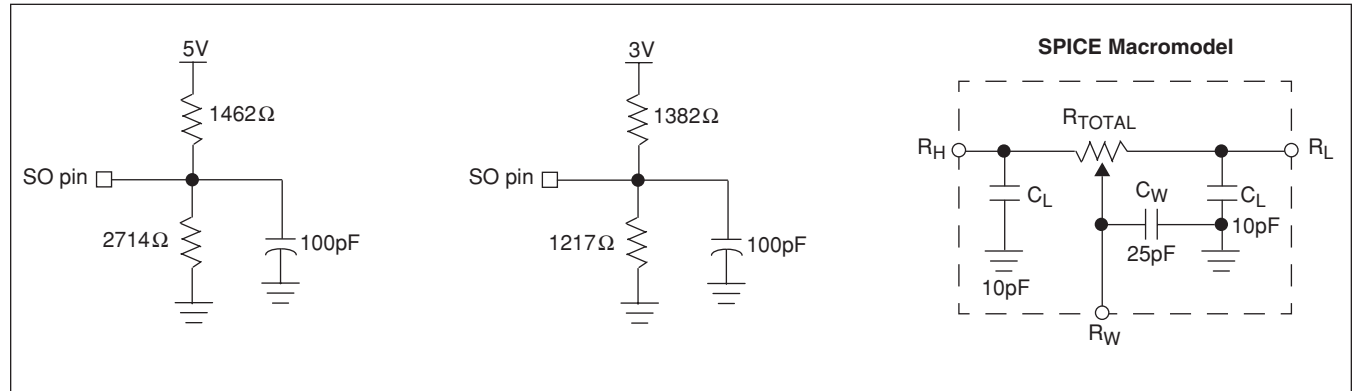 5V
1462Ω
SO pin
2714Ω
100pF
3V
1382Ω
SO pin
1217Ω
100pF
SPICE Macromodel
RTOTAL
RH
RL
CL
CW
CL
10pF
25pF
10pF
RW